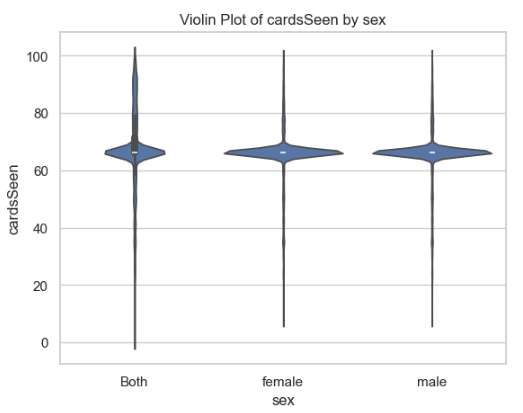 Violin Plot of cardsSeen by sex
100
80
60
40
20
0
cardsSeen
Both
female
male
sex